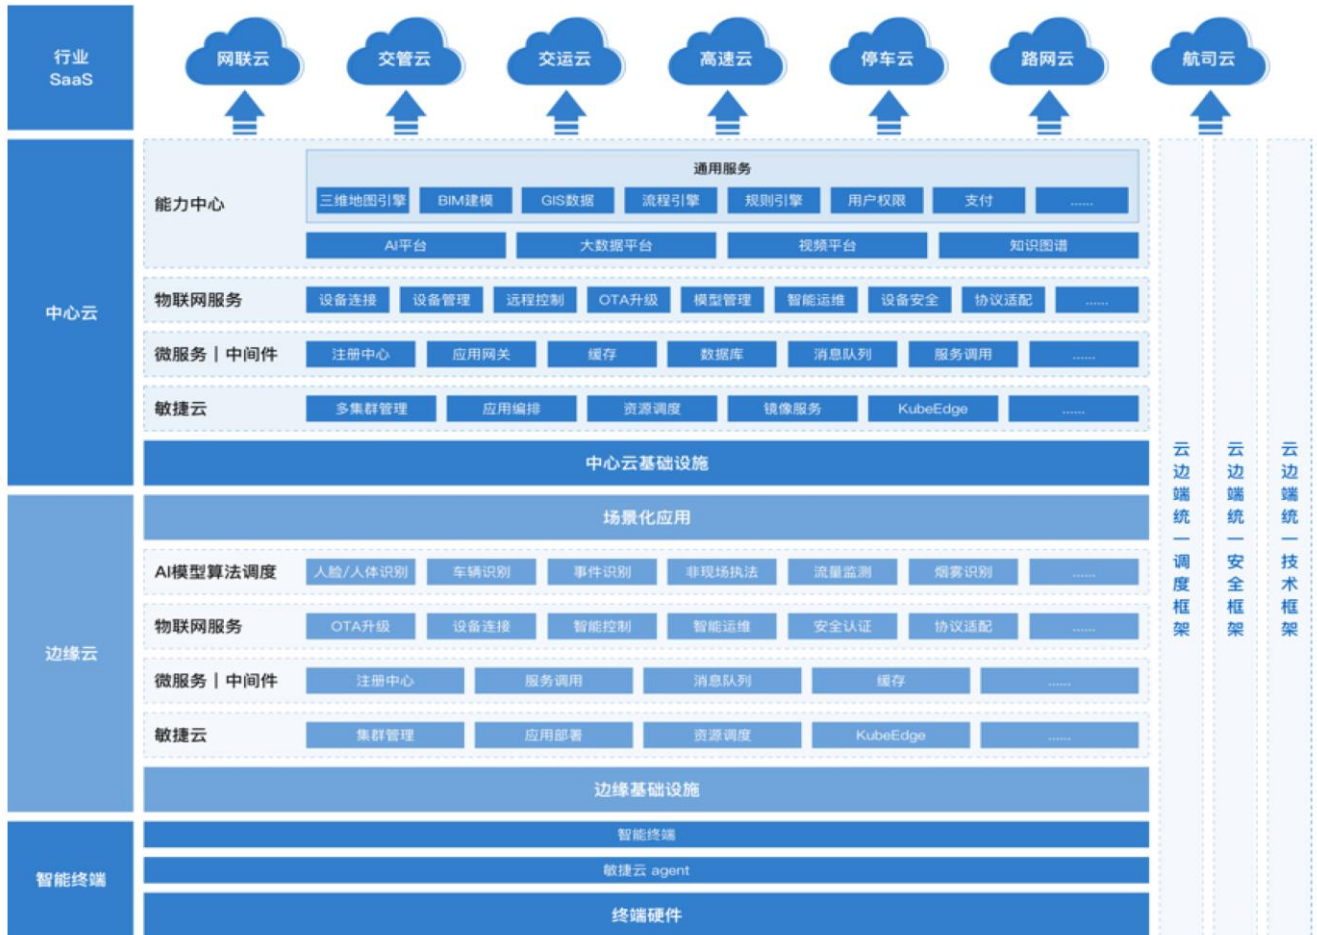 行业
SaaS
网联云
交管云
交运云
高速云
停车云
路网云
航司云
中心云
能力中心
通用服务
三维地图引擎
BIM建模
GIS数据
流程引擎
规则引擎
用户权限
支付
......
AI平台
大数据平台
视频平台
知识图谱
物联网服务
设备连接
设备管理
远程控制
OTA升级
模型管理
智能运维
设备安全
协议适配
......
微服务｜中间件
注册中心
应用网关
缓存
数据库
消息队列
服务调用
......
敏捷云
多集群管理
应用编排
资源调度
镜像服务
KubeEdge
......
中心云基础设施
边缘云
场景化应用
AI模型算法调度
人脸/人体识别
车辆识别
事件识别
非现场执法
流量监测
烟雾识别
......
物联网服务
OTA升级
设备连接
智能控制
智能运维
安全认证
协议适配
......
微服务｜中间件
注册中心
服务调用
消息队列
缓存
......
敏捷云
集群管理
应用部署
资源调度
KubeEdge
......
边缘基础设施
智能终端
智能终端
敏捷云 agent
终端硬件
云边端统一调度框架
云边端统一安全框架
云边端统一技术框架